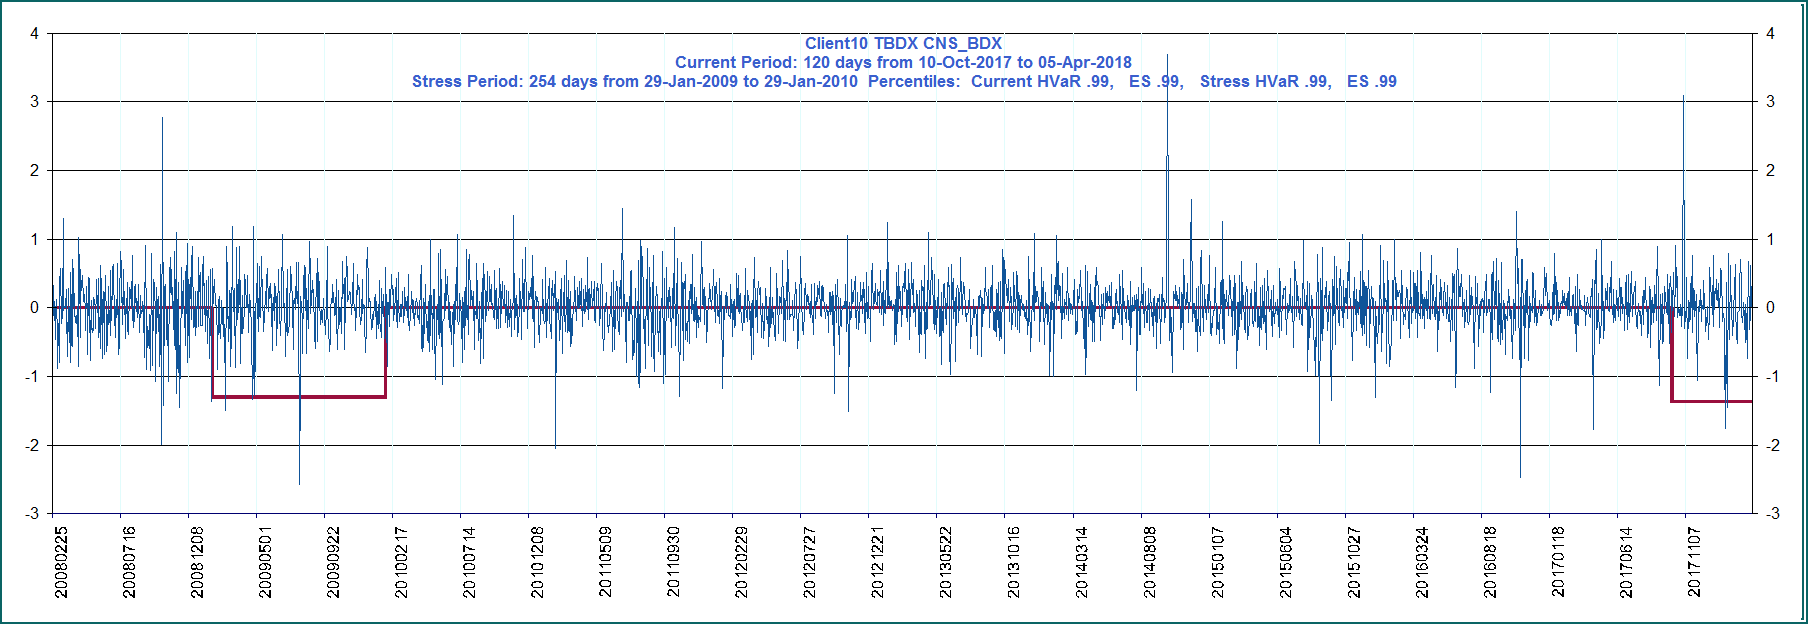 Client10 TBDX CNS_BDX
Current Period: 120 days from 10-Oct-2017 to 05-Apr-2018
Stress Period: 254 days from 29-Jan-2009 to 29-Jan-2010  Percentiles:  Current HVaR .99,   ES .99,   Stress HVaR .99,   ES .99
4 4
3 3
2 2
1 1
0 0
-1 -1
-2 -2
-3 -3
20080225 20080716 20081208 20090501 20090922 20100217 20100714 20101208 20110509 20110930 20120229 20120727 20121221 20130522 20131016 20140314 20140808 20150107 20150604 20151027 20160324 20160818 20170118 20170614 20171107